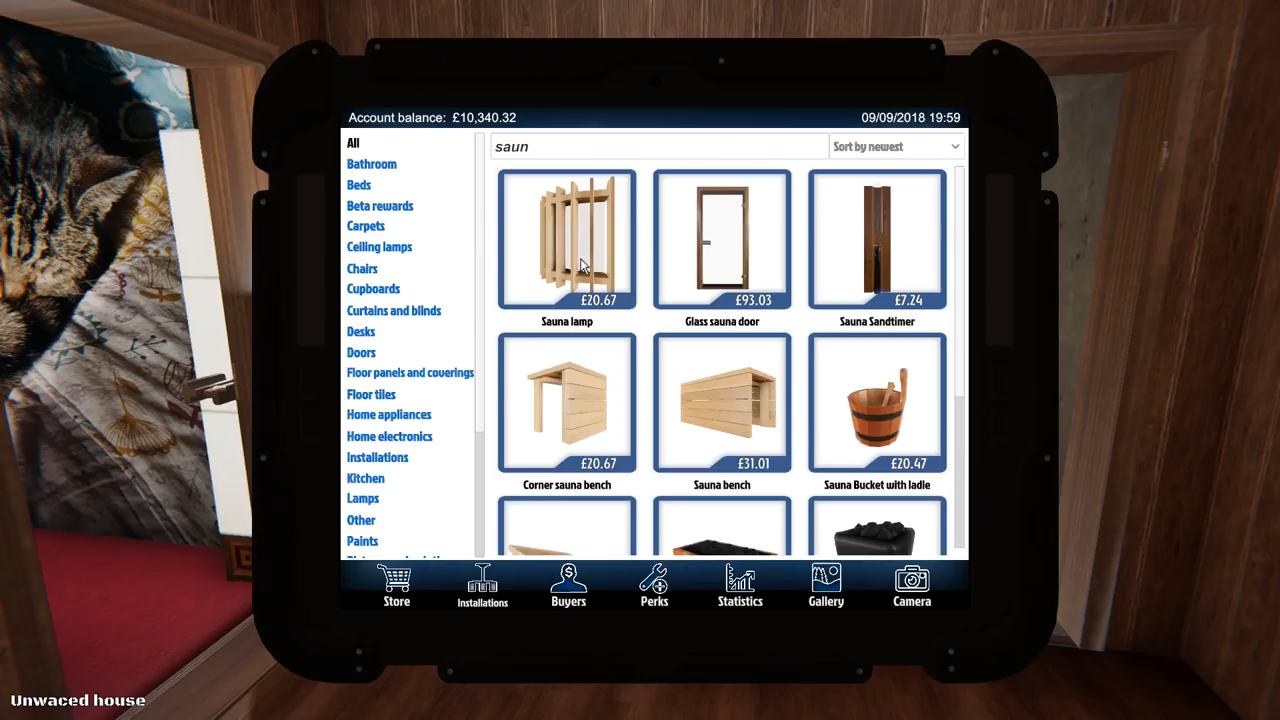 Account balance: £10,340.32
09/09/2018 19:59
All
Bathroom
Beds
Beta rewards
Carpets
Ceiling lamps
Chairs
Cupboards
Curtains and blinds
Desks
Doors
Floor panels and coverings
Floor tiles
Home appliances
Home electronics
Installations
Kitchen
Lamps
Other
Paints
saun
Sort by newest
£20.67
£93.03
£7.24
Sauna lamp
Glass sauna door
Sauna Sandtimer
£20.67
£31.01
£20.47
Corner sauna bench
Sauna bench
Sauna Bucket with ladle
Store
Installations
Buyers
Perks
Statistics
Gallery
Camera
Unwaced house